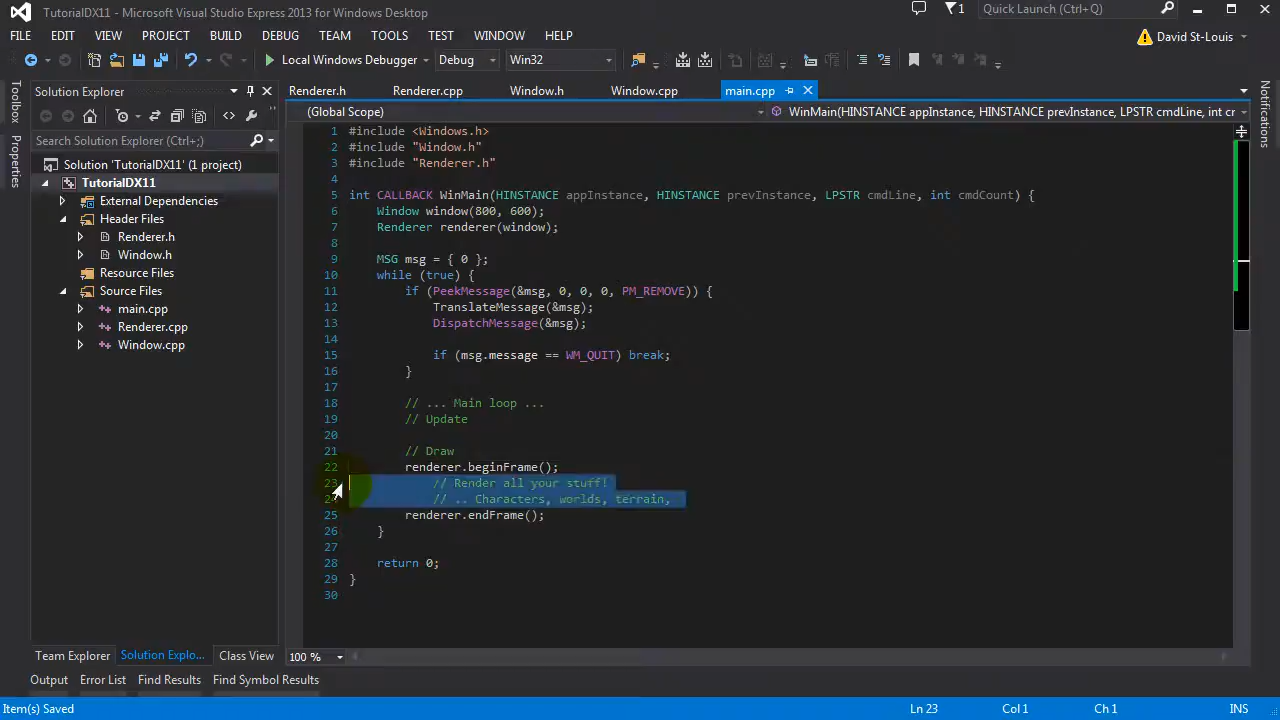 TutorialDX11 - Microsoft Visual Studio Express 2013 for Windows Desktop
1
Quick Launch (Ctrl+Q)
FILE EDIT VIEW PROJECT BUILD DEBUG TEAM TOOLS TEST WINDOW HELP
David St-Louis
Local Windows Debugger Debug Win32
Toolbox
Properties
Notifications
Solution Explorer
Search Solution Explorer (Ctrl+;)
Solution 'TutorialDX11' (1 project)
TutorialDX11
External Dependencies
Header Files
Renderer.h
Window.h
Resource Files
Source Files
main.cpp
Renderer.cpp
Window.cpp
Team Explorer Solution Explo... Class View
Renderer.h Renderer.cpp Window.h Window.cpp main.cpp
(Global Scope) WinMain(HINSTANCE appInstance, HINSTANCE prevInstance, LPSTR cmdLine, int cr
1 #include <Windows.h>
2 #include "Window.h"
3 #include "Renderer.h"
4
5 int CALLBACK WinMain(HINSTANCE appInstance, HINSTANCE prevInstance, LPSTR cmdLine, int cmdCount) {
6 Window window(800, 600);
7 Renderer renderer(window);
8
9 MSG msg = { 0 };
10 while (true) {
11 if (PeekMessage(&msg, 0, 0, 0, PM_REMOVE)) {
12 TranslateMessage(&msg);
13 DispatchMessage(&msg);
14
15 if (msg.message == WM_QUIT) break;
16 }
17
18 // ... Main loop ...
19 // Update
20
21 // Draw
22 renderer.beginFrame();
23 // Render all your stuff!
24 // .. Characters, worlds, terrain,
25 renderer.endFrame();
26 }
27
28 return 0;
29 }
30
100 %
Output Error List Find Results Find Symbol Results
Item(s) Saved Ln 23 Col 1 Ch 1 INS